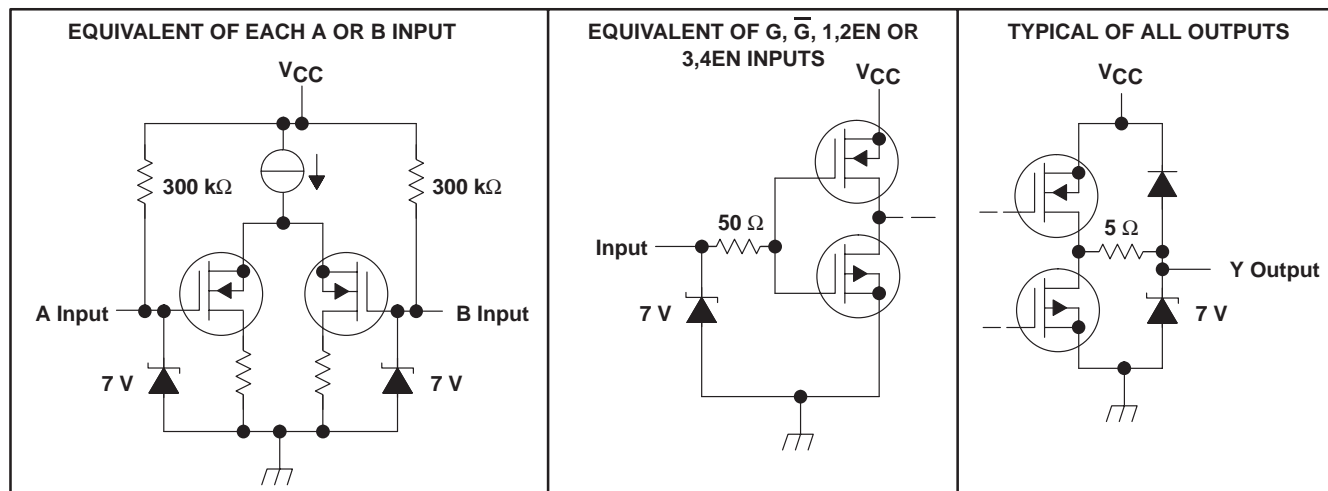 EQUIVALENT OF EACH A OR B INPUT
VCC
300 kΩ
300 kΩ
A Input
B Input
7 V
7 V
EQUIVALENT OF G, G̅, 1,2EN OR
3,4EN INPUTS
VCC
50 Ω
Input
7 V
TYPICAL OF ALL OUTPUTS
VCC
5 Ω
Y Output
7 V